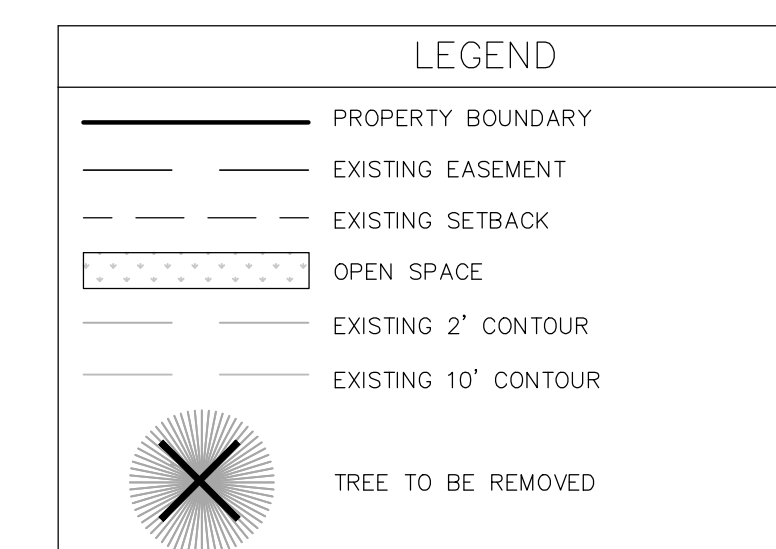 LEGEND
PROPERTY BOUNDARY
EXISTING EASEMENT
EXISTING SETBACK
OPEN SPACE
EXISTING 2' CONTOUR
EXISTING 10' CONTOUR
TREE TO BE REMOVED